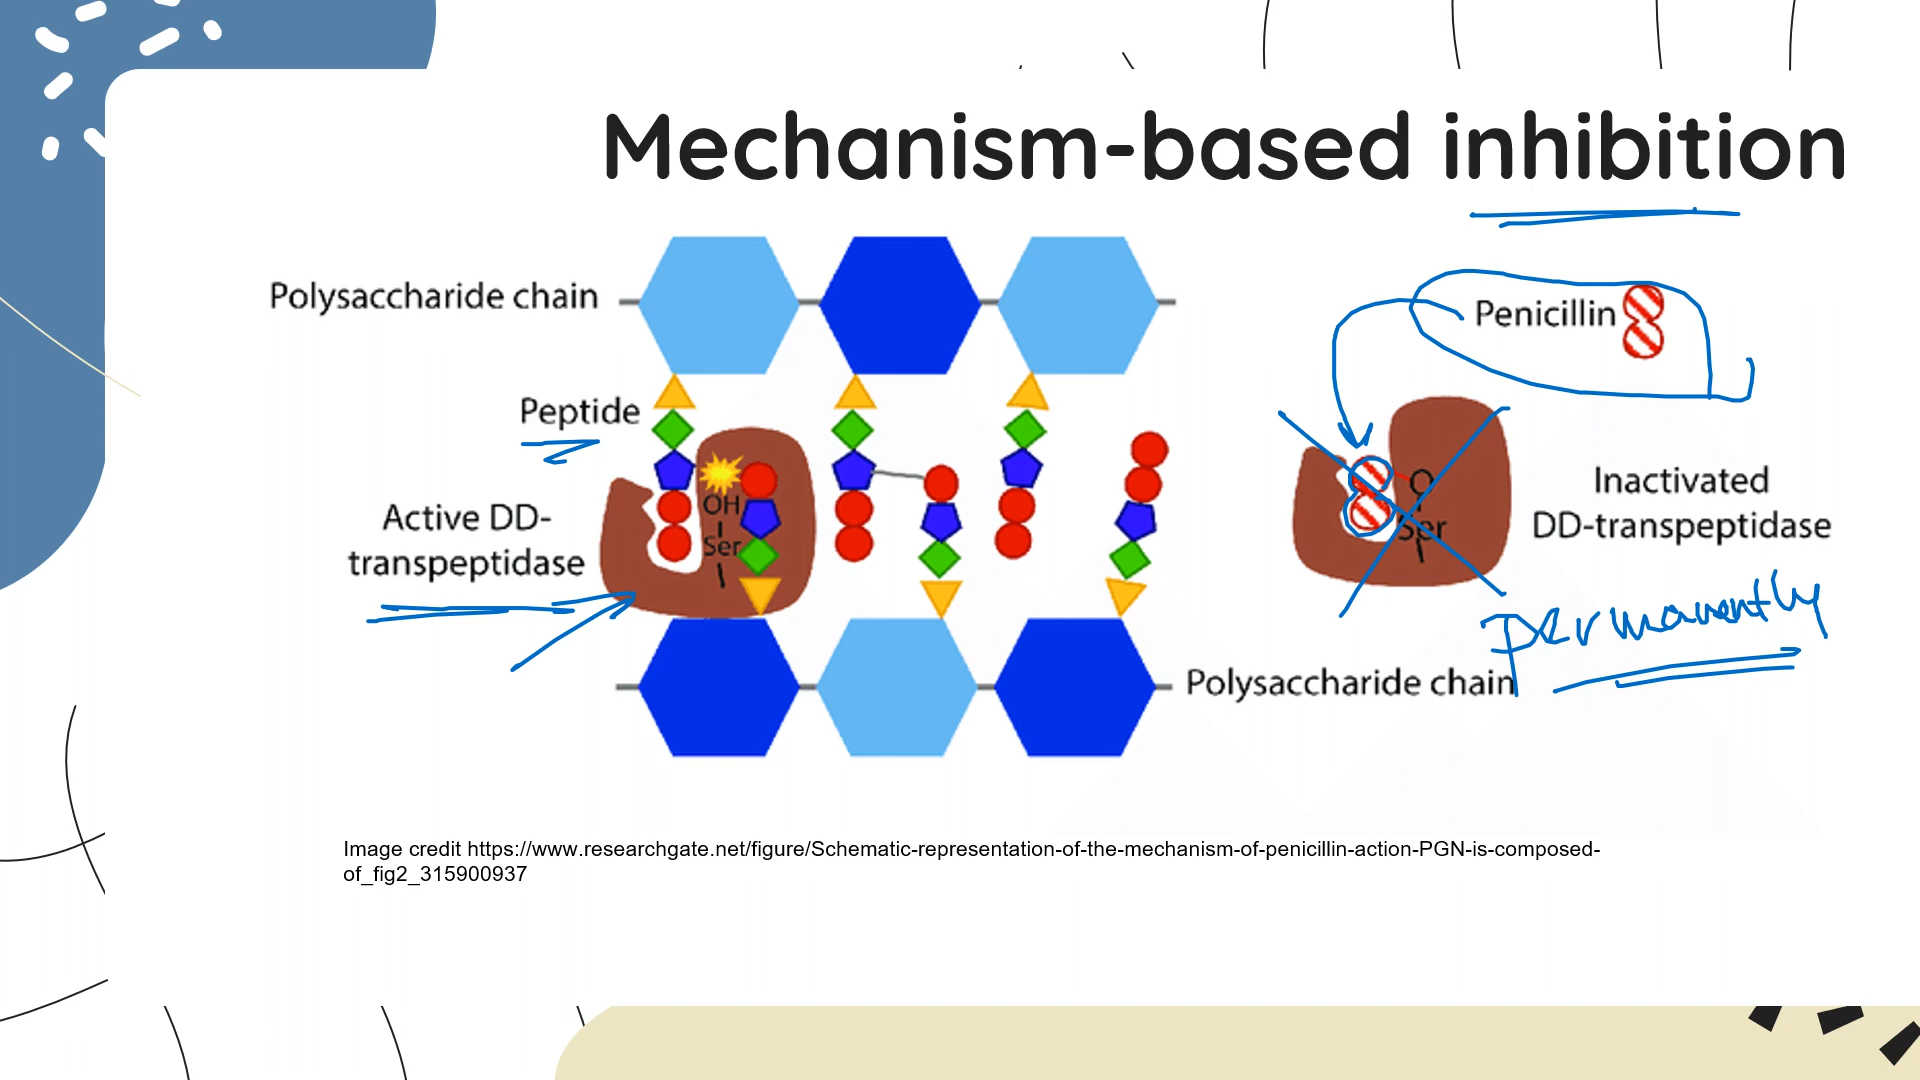 Mechanism-based inhibition
Polysaccharide chain
Penicillin
Peptide
Active DD-
transpeptidase
OH
Ser
O
Ser
Inactivated
DD-transpeptidase
permanently
Polysaccharide chain
Image credit https://www.researchgate.net/figure/Schematic-representation-of-the-mechanism-of-penicillin-action-PGN-is-composed-
of_fig2_315900937